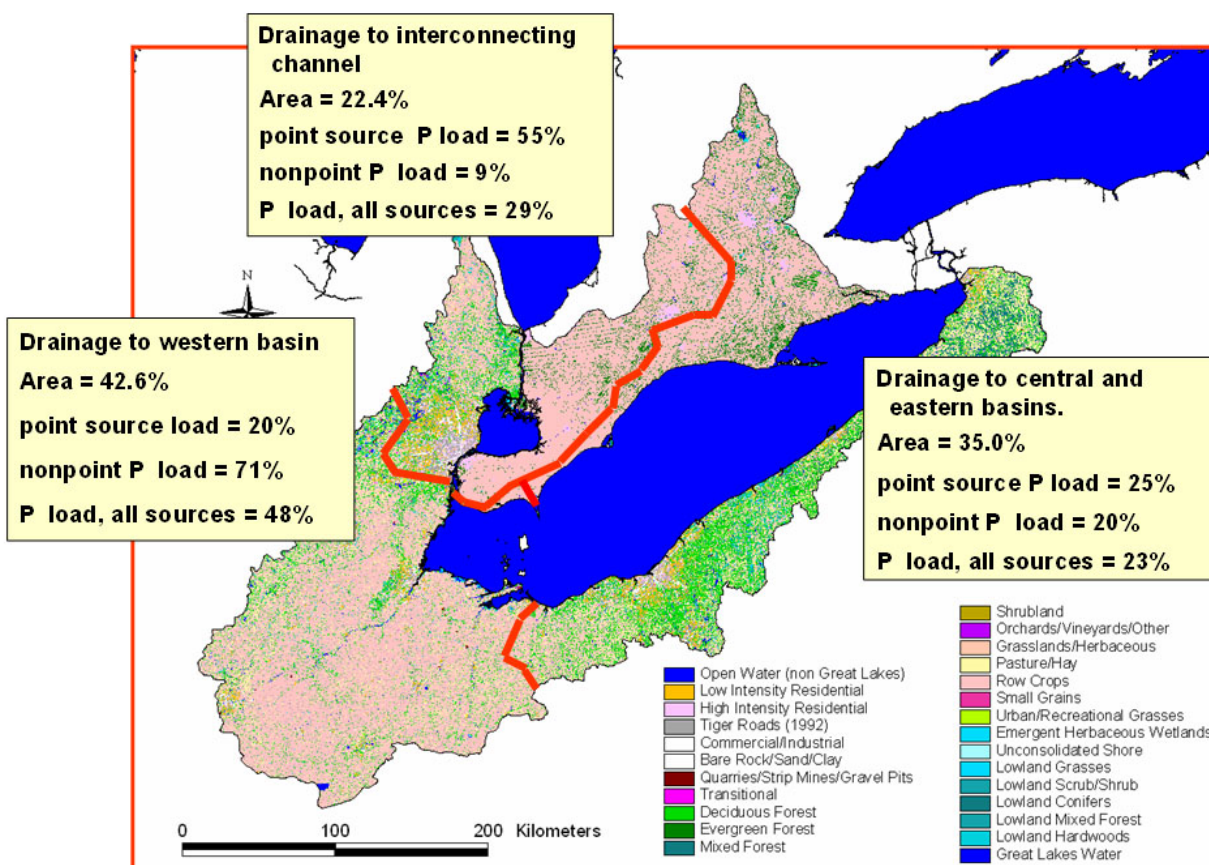 Drainage to interconnecting
channel
Area = 22.4%
point source P load = 55%
nonpoint P load = 9%
P load, all sources = 29%
N
Drainage to western basin
Area = 42.6%
point source load = 20%
nonpoint P load = 71%
P load, all sources = 48%
Drainage to central and
eastern basins.
Area = 35.0%
point source P load = 25%
nonpoint P load = 20%
P load, all sources = 23%
Open Water (non Great Lakes)
Low Intensity Residential
High Intensity Residential
Tiger Roads (1992)
Commercial/Industrial
Bare Rock/Sand/Clay
Quarries/Strip Mines/Gravel Pits
Transitional
Deciduous Forest
Evergreen Forest
Mixed Forest
Shrubland
Orchards/Vineyards/Other
Grasslands/Herbaceous
Pasture/Hay
Row Crops
Small Grains
Urban/Recreational Grasses
Emergent Herbaceous Wetlands
Unconsolidated Shore
Lowland Grasses
Lowland Scrub/Shrub
Lowland Conifers
Lowland Mixed Forest
Lowland Hardwoods
Great Lakes Water
0 100 200 Kilometers